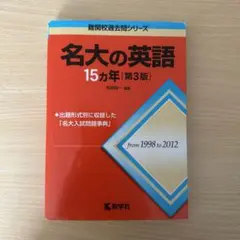 難関校過去問シリーズ
名大の英語
15カ年[第3版]
編著
●出題形式別に収録した
「名大入試問題事典」
from 1998 to 2012
教学社